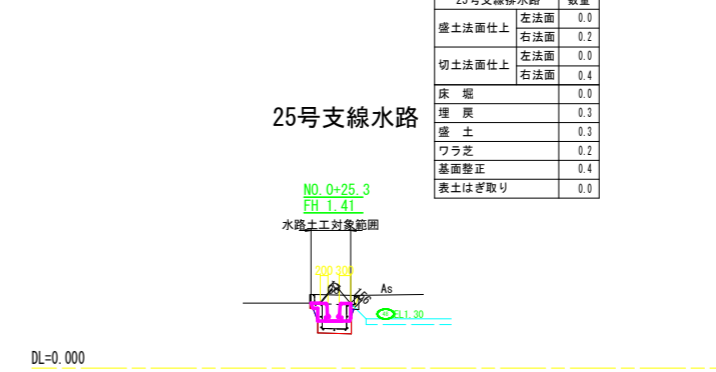 25号支線排水路 数量
盛土法面仕上 左法面 0.0
右法面 0.2
切土法面仕上 左法面 0.0
右法面 0.4
床 堀 0.0
埋 戻 0.3
盛 土 0.3
ワラ芝 0.2
基面整正 0.4
表土はぎ取り 0.0
25号支線水路
NO.0+25.3
FH 1.41
水路土工対象範囲
200 300
As
EL1.30
DL=0.000